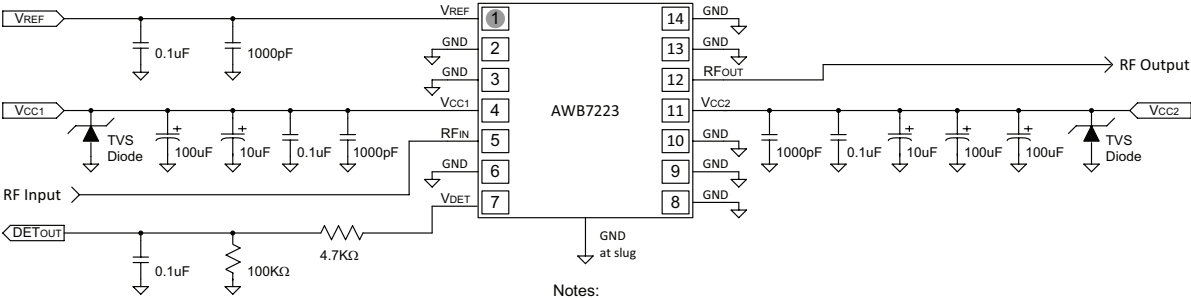 VREF
VREF
1
14
GND
0.1uF
1000pF
GND
2
13
GND
GND
3
12
RFOUT
RF Output
VCC1
VCC1
4
AWB7223
11
VCC2
VCC2
TVS
Diode
100uF
10uF
0.1uF
1000pF
RFIN
5
10
GND
1000pF
0.1uF
10uF
100uF
100uF
TVS
Diode
RF Input
GND
6
9
GND
VDET
7
8
GND
DETOUT
0.1uF
100KΩ
4.7KΩ
GND
at slug
Notes: